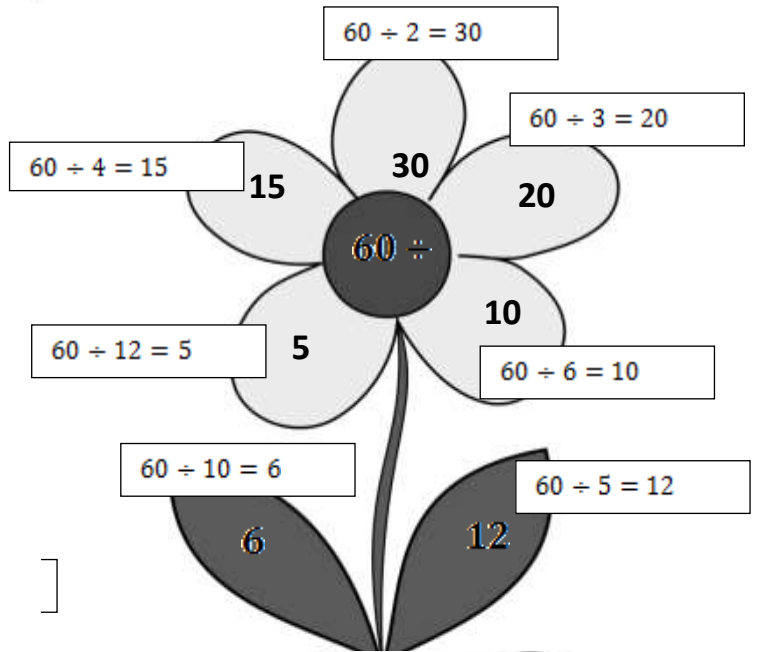 60 ÷ 2 = 30
60 ÷ 3 = 20
60 ÷ 4 = 15
30
15
20
60 ÷
10
5
60 ÷ 12 = 5
60 ÷ 6 = 10
60 ÷ 10 = 6
60 ÷ 5 = 12
6
12